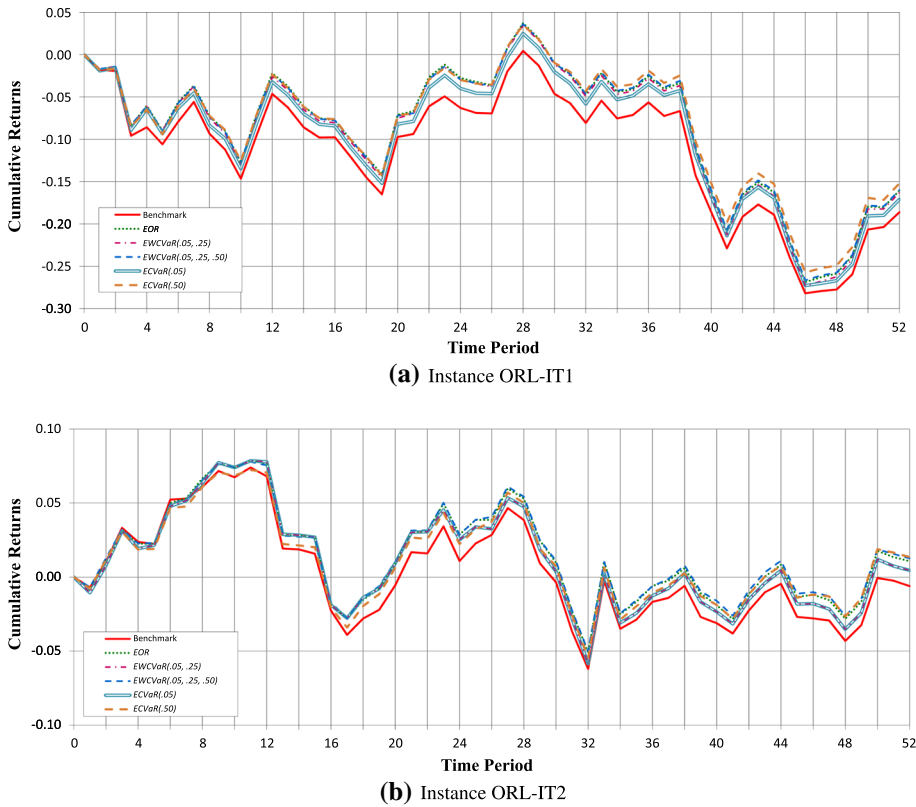 0.05
0.00
-0.05
-0.10
-0.15
-0.20
-0.25
-0.30
Cumulative Returns
Benchmark
EOR
EWCVaR(.05, .25)
EWCVaR(.05, .25, .50)
ECVaR(.05)
ECVaR(.50)
0 4 8 12 16 20 24 28 32 36 40 44 48 52
Time Period
(a) Instance ORL-IT1
0.10
0.05
0.00
-0.05
-0.10
Cumulative Returns
Benchmark
EOR
EWCVaR(.05, .25)
EWCVaR(.05, .25, .50)
ECVaR(.05)
ECVaR(.50)
0 4 8 12 16 20 24 28 32 36 40 44 48 52
Time Period
(b) Instance ORL-IT2